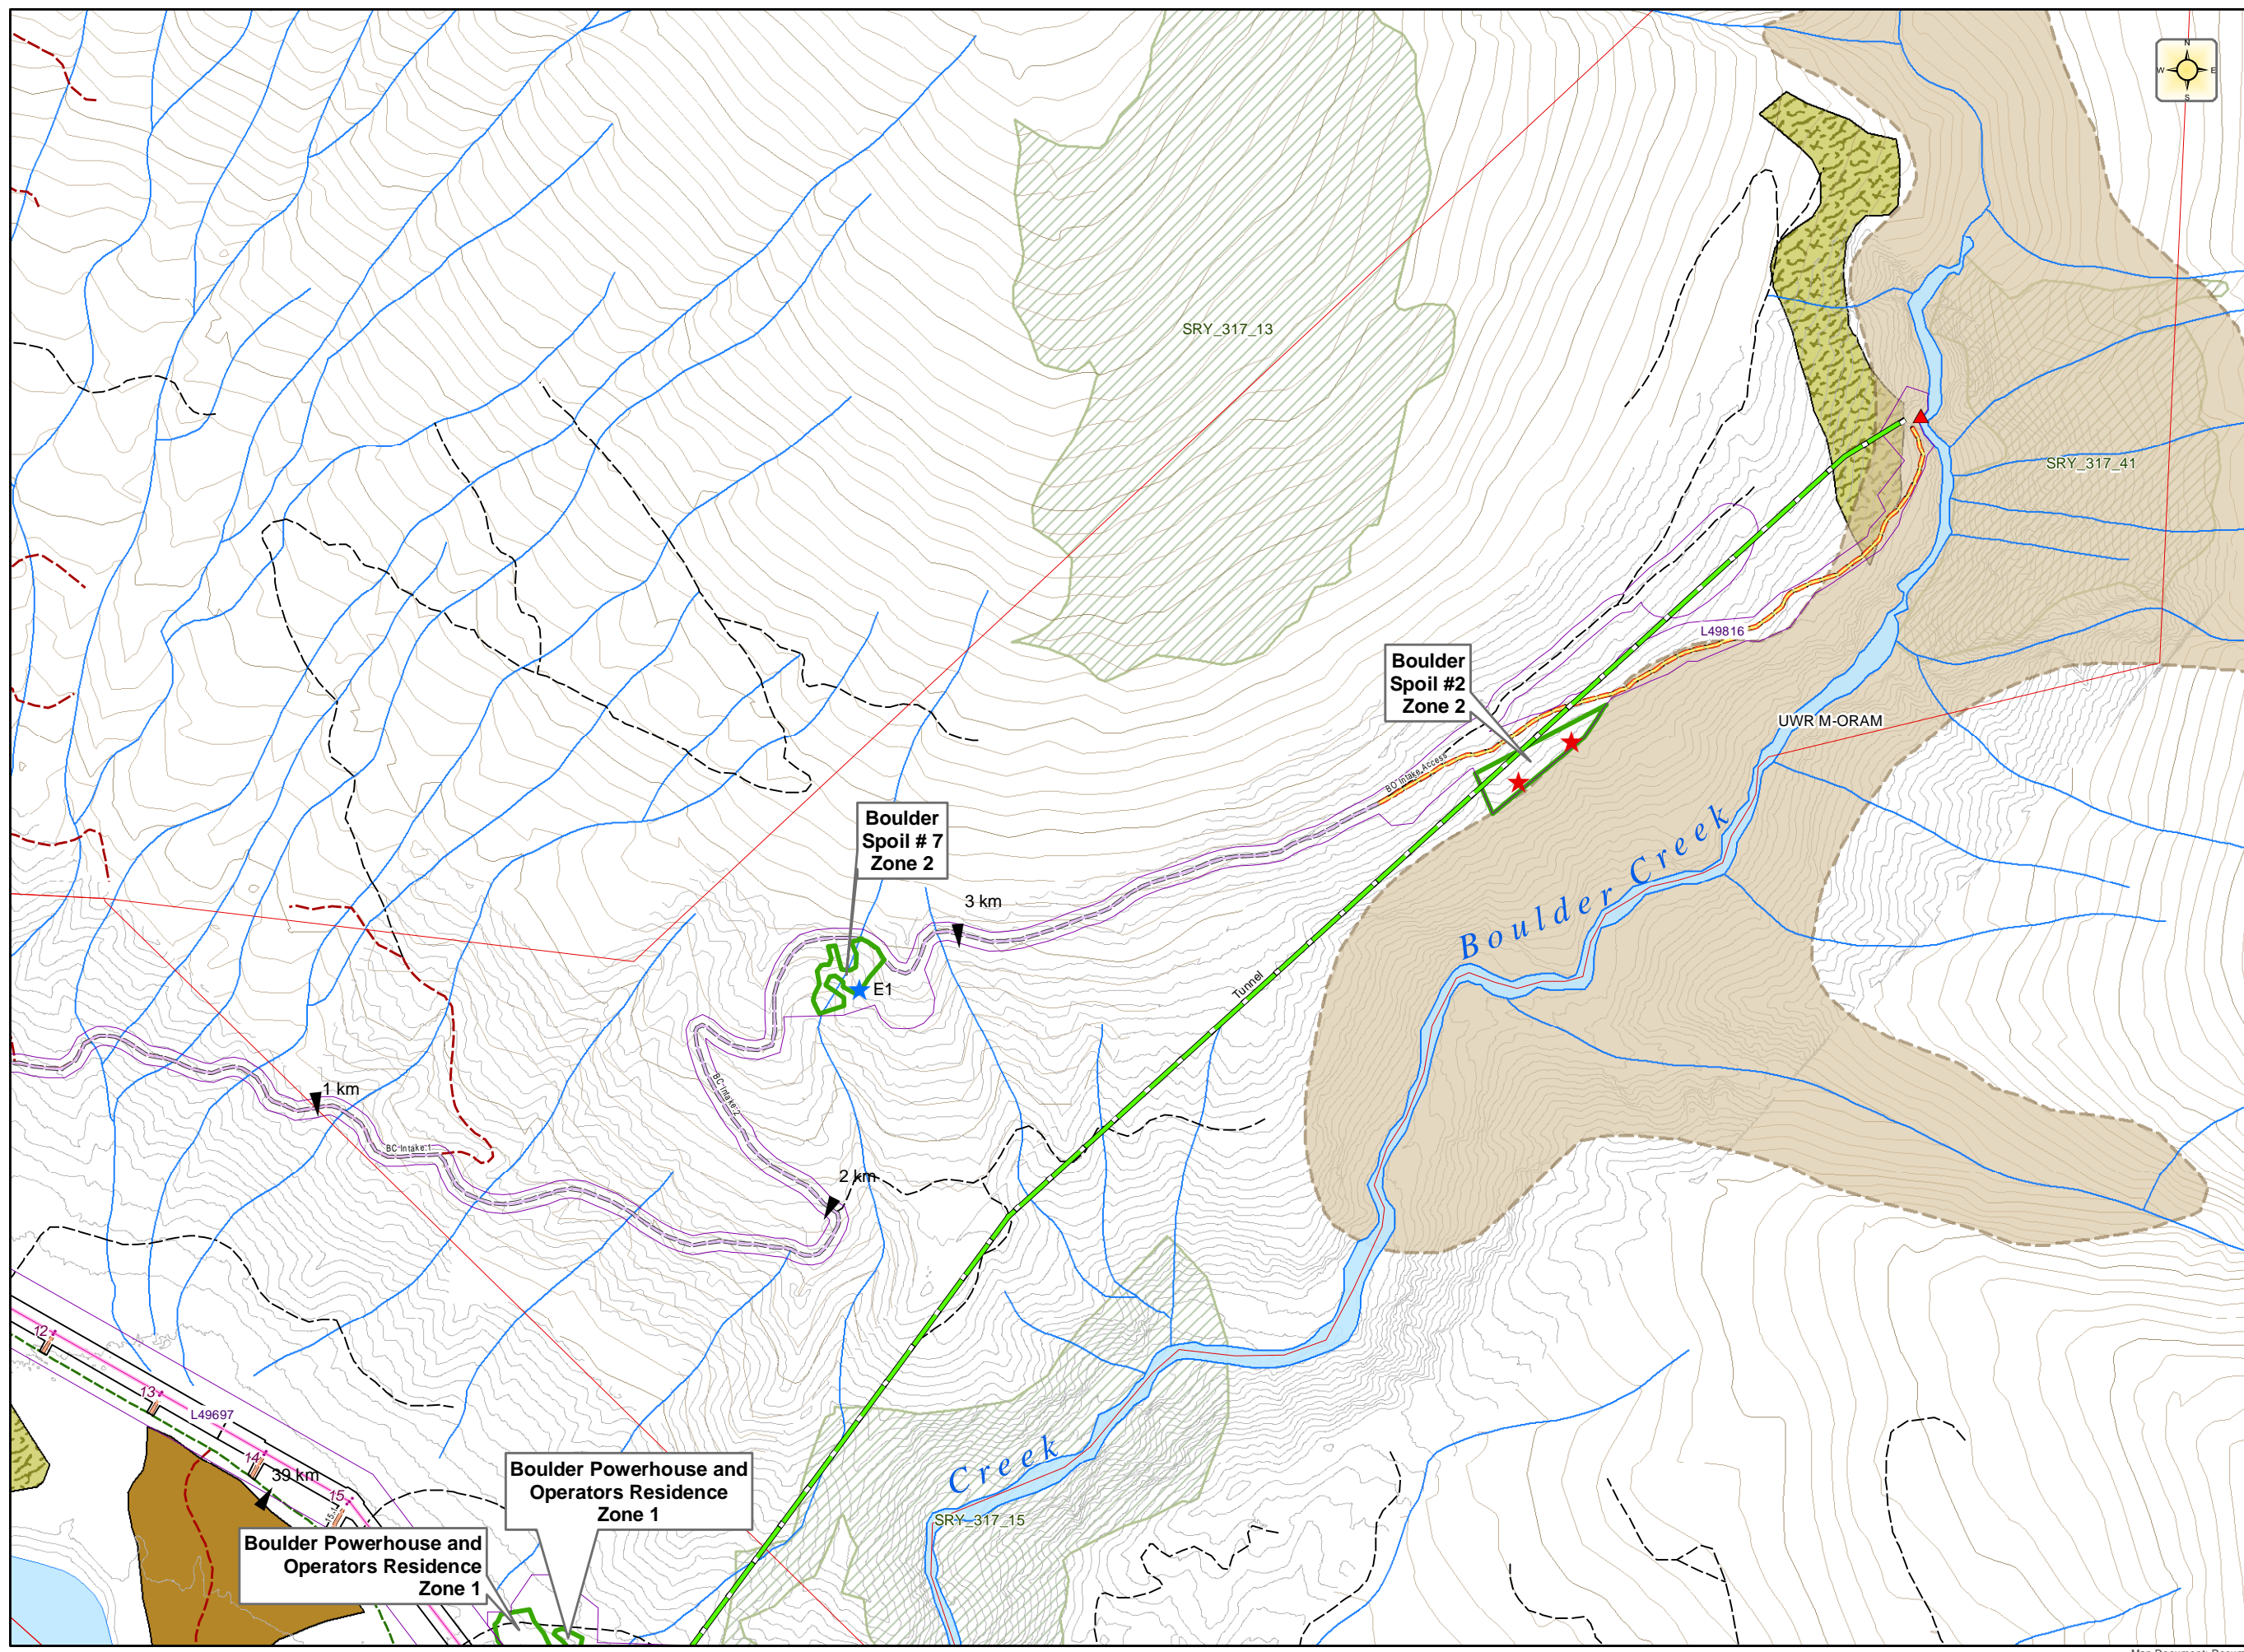 N
W E
S
SRY_317_13
SRY_317_41
L49816
Boulder
Spoil #2
Zone 2
UWR M-ORAM
BC Intake Access
Boulder
Spoil # 7
Zone 2
Boulder Creek
3 km
E1
Tunnel
BC-Intake-2
1 km
BC-Intake-1
2 km
12
13
L49697
14
39 km
15
Creek
Boulder Powerhouse and
Operators Residence
Zone 1
SRY_317_15
Boulder Powerhouse and
Operators Residence
Zone 1